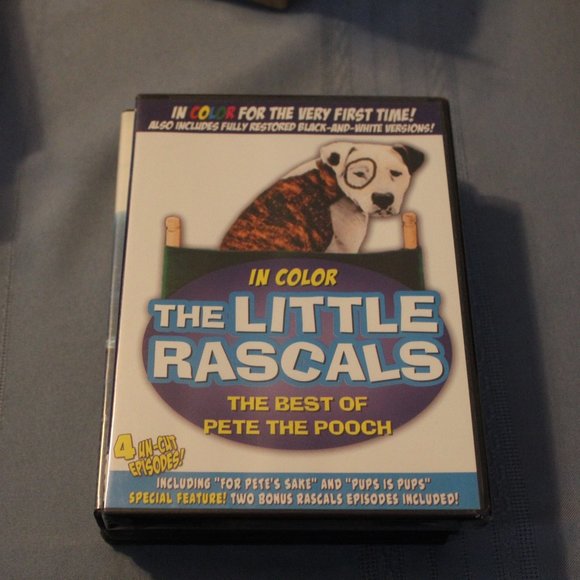 IN COLOR FOR THE VERY FIRST TIME!
ALSO INCLUDES FULLY RESTORED BLACK-AND-WHITE VERSIONS!
IN COLOR
THE LITTLE
RASCALS
THE BEST OF
PETE THE POOCH
4 UN-CUT
EPISODES!
INCLUDING "FOR PETE'S SAKE" AND "PUPS IS PUPS"
SPECIAL FEATURE! TWO BONUS RASCALS EPISODES INCLUDED!